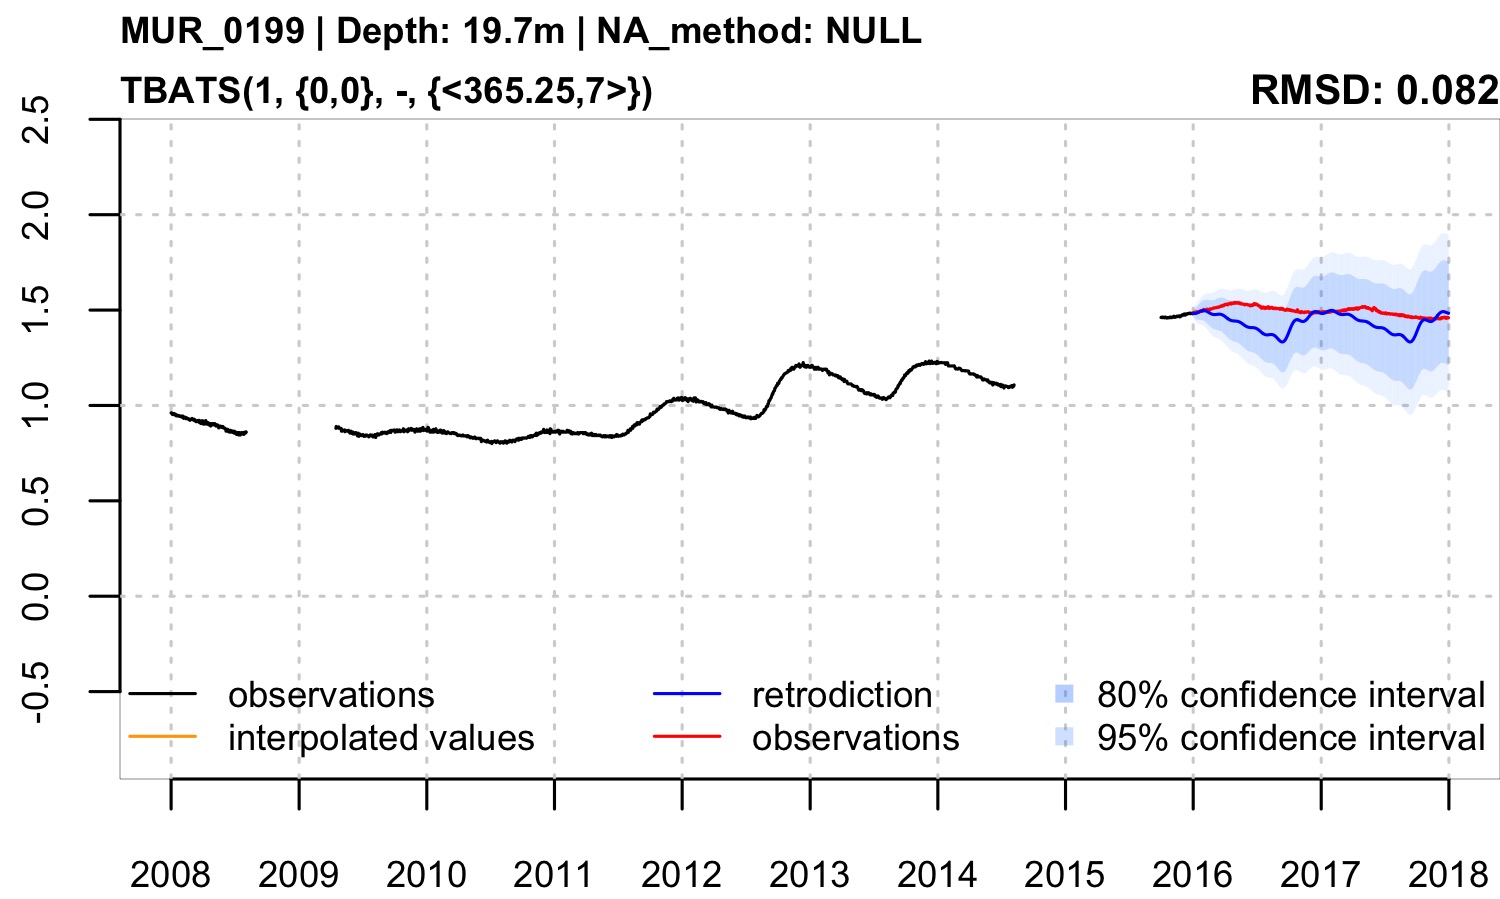 MUR_0199 | Depth: 19.7m | NA_method: NULL
TBATS(1, {0,0}, -, {<365.25,7>})
RMSD: 0.082
2.5
2.0
1.5
1.0
0.5
0.0
-0.5
observations
retrodiction
80% confidence interval
interpolated values
observations
95% confidence interval
2008 2009 2010 2011 2012 2013 2014 2015 2016 2017 2018